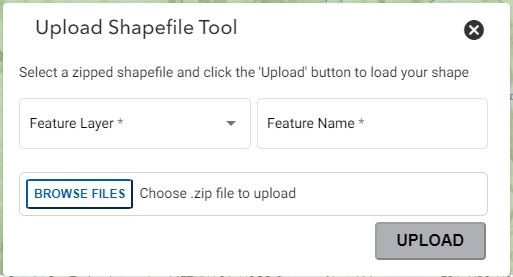 Upload Shapefile Tool
Select a zipped shapefile and click the 'Upload' button to load your shape
Feature Layer *
Feature Name *
BROWSE FILES Choose .zip file to upload
UPLOAD